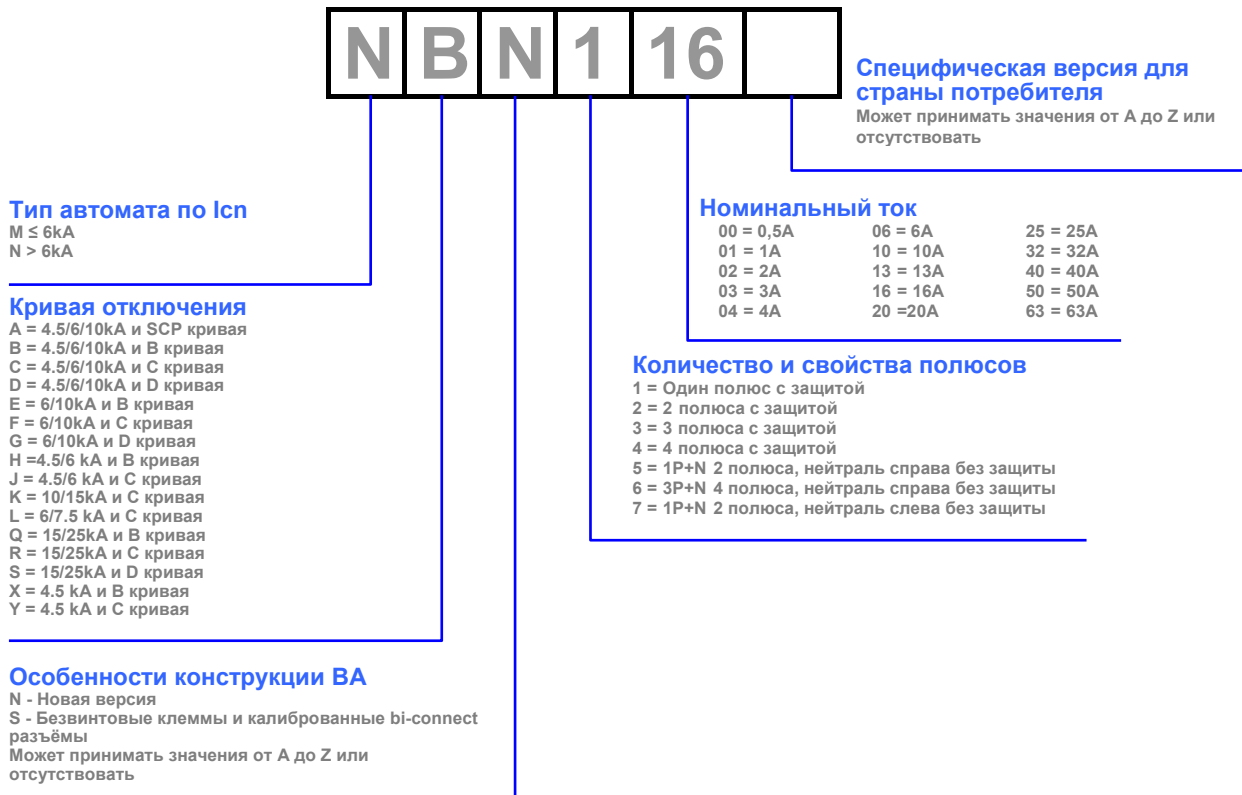 N B N 1 16
Специфическая версия для
страны потребителя
Может принимать значения от A до Z или
отсутствовать
Тип автомата по Icn
M ≤ 6kA
N > 6kA
Номинальный ток
00 = 0,5A 06 = 6A 25 = 25A
01 = 1A 10 = 10A 32 = 32A
02 = 2A 13 = 13A 40 = 40A
03 = 3A 16 = 16A 50 = 50A
04 = 4A 20 =20A 63 = 63A
Кривая отключения
A = 4.5/6/10kA и SCP кривая
B = 4.5/6/10kA и B кривая
C = 4.5/6/10kA и C кривая
D = 4.5/6/10kA и D кривая
E = 6/10kA и B кривая
F = 6/10kA и C кривая
G = 6/10kA и D кривая
H =4.5/6 kA и B кривая
J = 4.5/6 kA и C кривая
K = 10/15kA и C кривая
L = 6/7.5 kA и C кривая
Q = 15/25kA и B кривая
R = 15/25kA и C кривая
S = 15/25kA и D кривая
X = 4.5 kA и B кривая
Y = 4.5 kA и C кривая
Количество и свойства полюсов
1 = Один полюс с защитой
2 = 2 полюса с защитой
3 = 3 полюса с защитой
4 = 4 полюса с защитой
5 = 1P+N 2 полюса, нейтраль справа без защиты
6 = 3P+N 4 полюса, нейтраль справа без защиты
7 = 1P+N 2 полюса, нейтраль слева без защиты
Особенности конструкции ВА
N - Новая версия
S - Безвинтовые клеммы и калиброванные bi-connect
разъёмы
Может принимать значения от A до Z или
отсутствовать